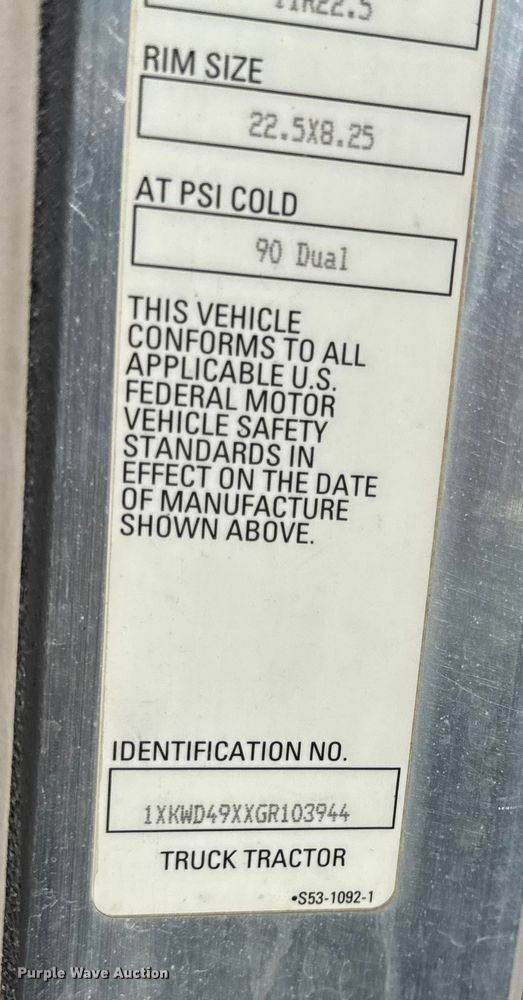 11R22.5
RIM SIZE
22.5X8.25
AT PSI COLD
90 Dual
THIS VEHICLE
CONFORMS TO ALL
APPLICABLE U.S.
FEDERAL MOTOR
VEHICLE SAFETY
STANDARDS IN
EFFECT ON THE DATE
OF MANUFACTURE
SHOWN ABOVE.
IDENTIFICATION NO.
1XKWD49XXGR103944
TRUCK TRACTOR
•S53-1092-1
Purple Wave Auction